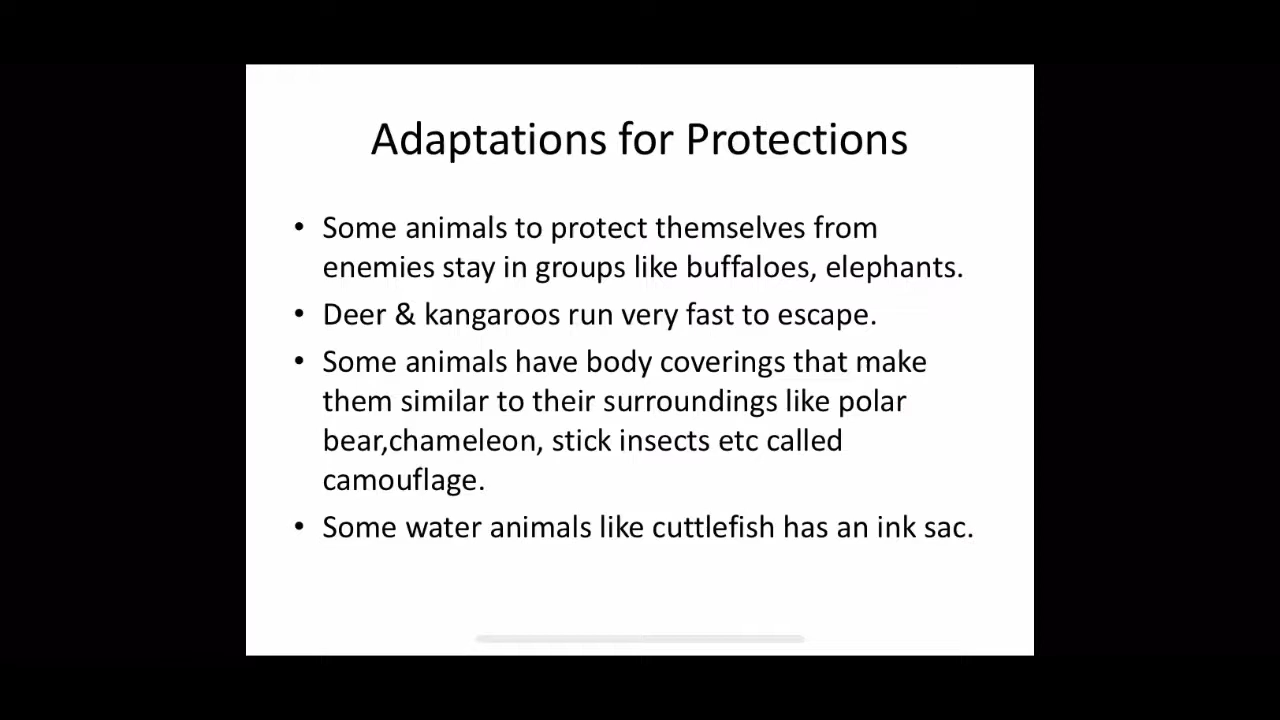 Adaptations for Protections
• Some animals to protect themselves from
enemies stay in groups like buffaloes, elephants.
• Deer & kangaroos run very fast to escape.
• Some animals have body coverings that make
them similar to their surroundings like polar
bear,chameleon, stick insects etc called
camouflage.
• Some water animals like cuttlefish has an ink sac.